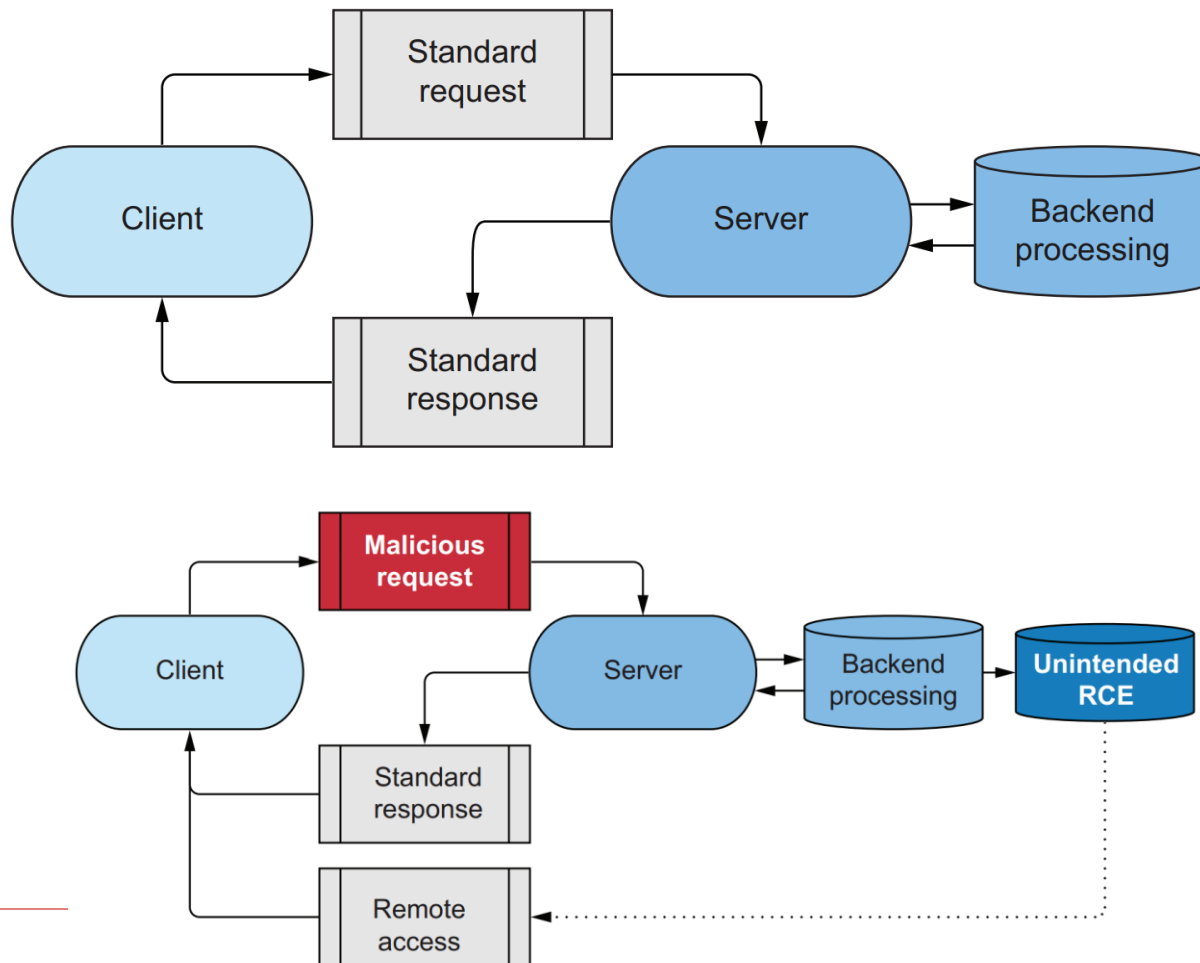 Standard
request
Client
Server
Backend
processing
Standard
response
Malicious
request
Client
Server
Backend
processing
Unintended
RCE
Standard
response
Remote
access